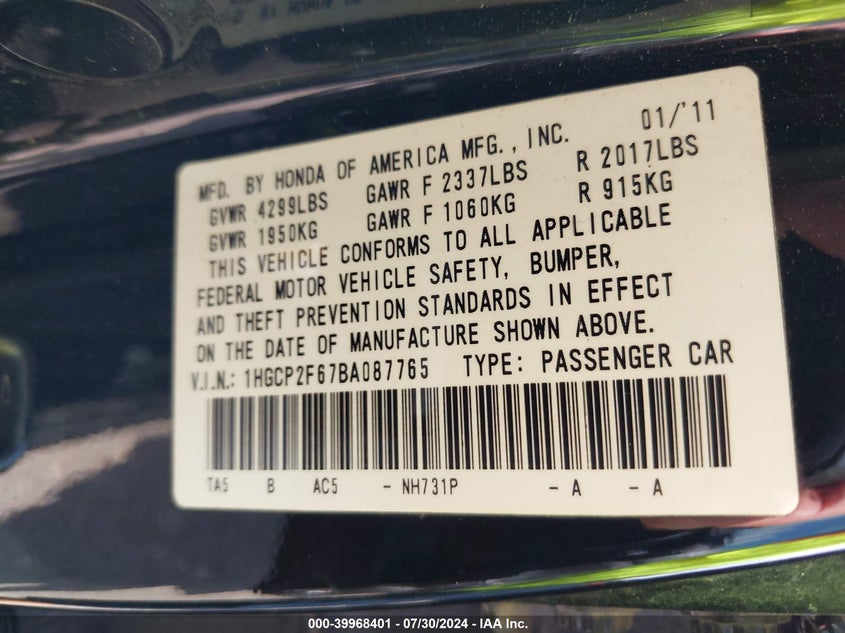 MFD. BY HONDA OF AMERICA MFG., INC. 01/'11
GVWR 4299LBS GAWR F 2337LBS R 2017LBS
GVWR 1950KG GAWR F 1060KG R 915KG
THIS VEHICLE CONFORMS TO ALL APPLICABLE
FEDERAL MOTOR VEHICLE SAFETY, BUMPER,
AND THEFT PREVENTION STANDARDS IN EFFECT
ON THE DATE OF MANUFACTURE SHOWN ABOVE.
V.I.N.: 1HGCP2F67BA087765 TYPE: PASSENGER CAR
TA5 B AC5 - NH731P - A - A
000-39968401 / 07/30/2024 - IAA Inc.